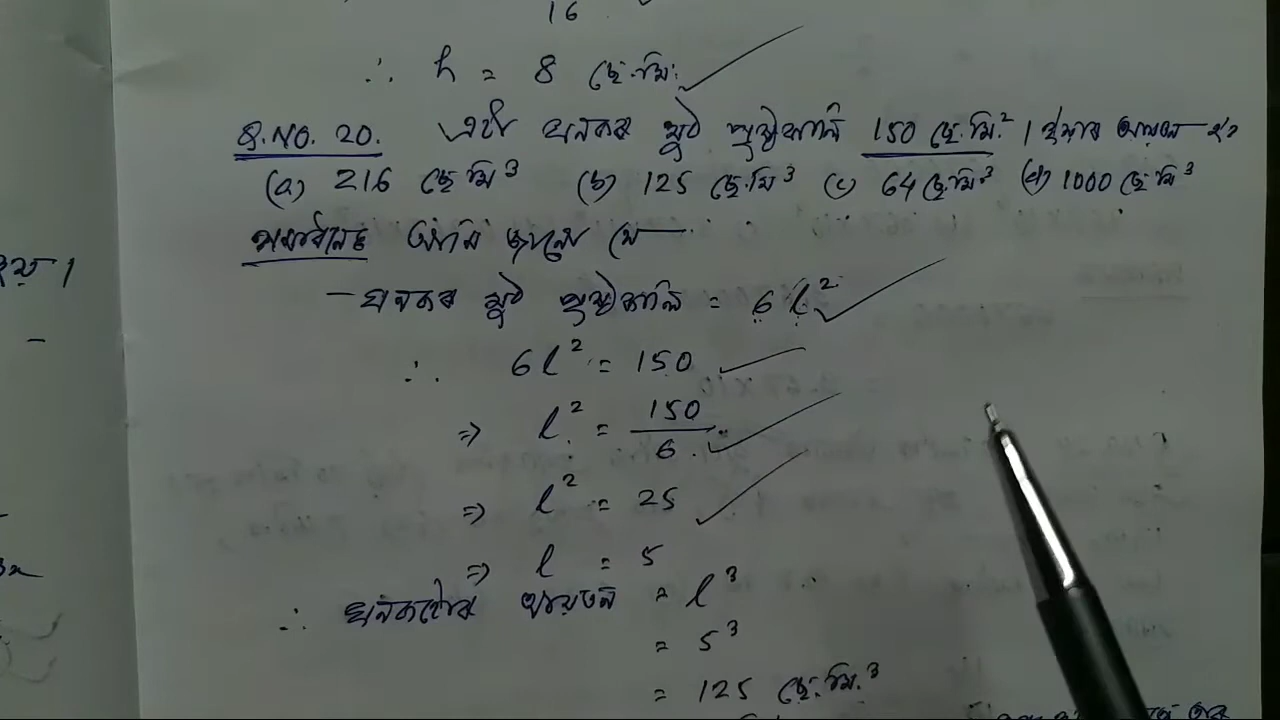 16
∴ h = 8 ছে.মি.
Q.NO. 20. এটা ঘনকৰ মুঠ পৃষ্ঠকালি 150 ছে.মি.² । ইয়াৰ আয়তন হ'ব
(a) 216 ছে মি³ (b) 125 ছে.মি³ (c) 64 ছে.মি³ (d) 1000 ছে মি³
সমাধানঃ আমি জানো যে—
– ঘনকৰ মুঠ পৃষ্ঠকালি = 6l²
∴ 6l² = 150
⇒ l² = 150/6
⇒ l² = 25
⇒ l = 5
∴ ঘনকটোৰ আয়তন = l³
= 5³
= 125 ছে.মি.³